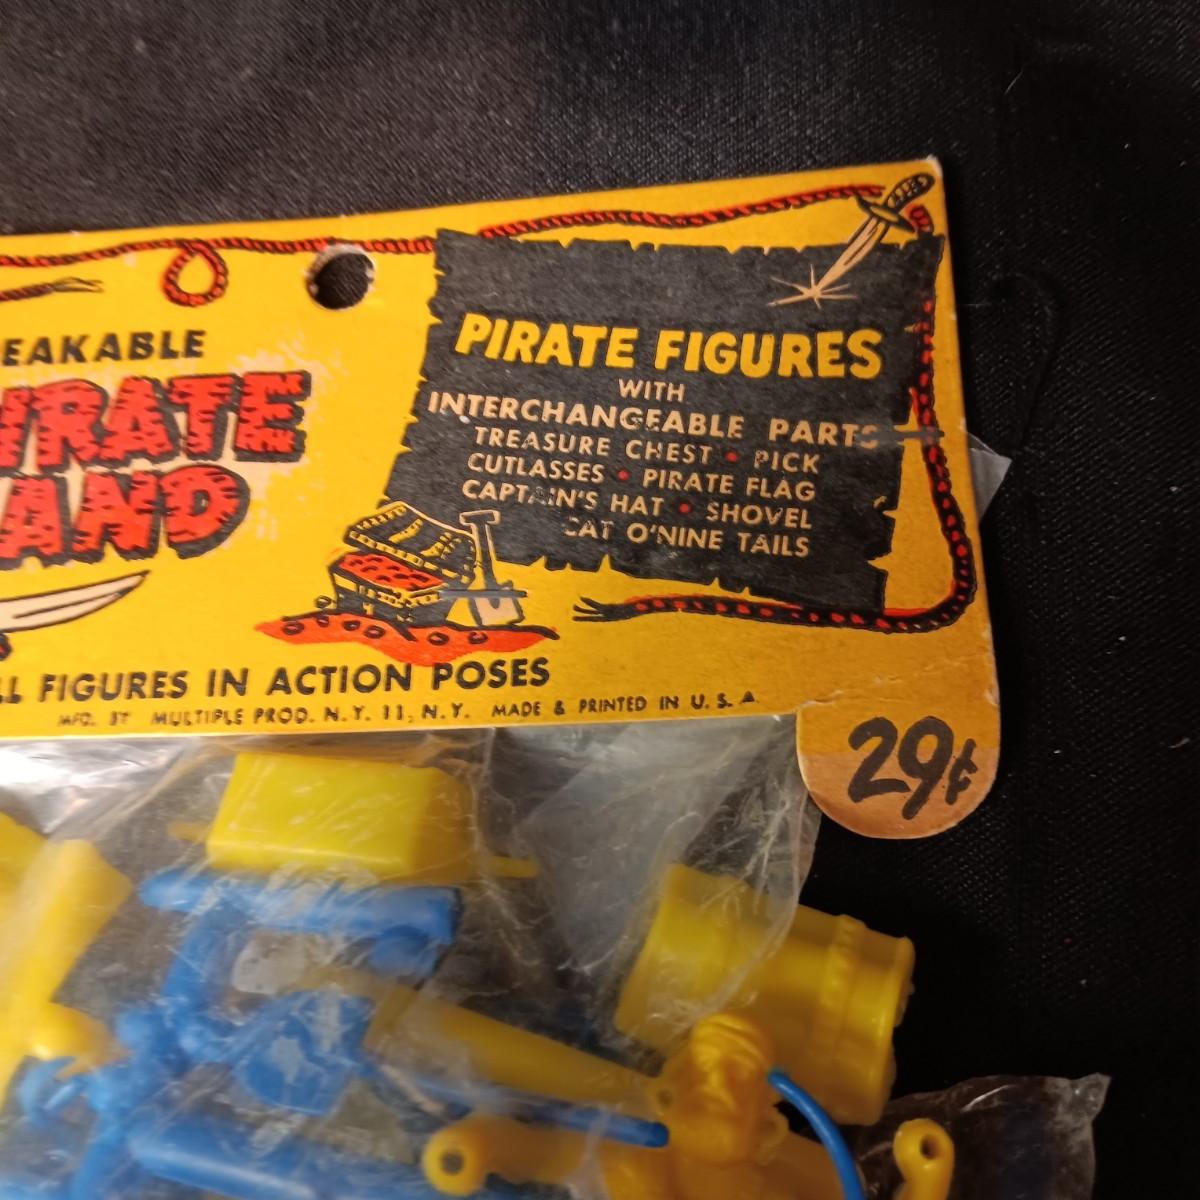 EAKABLE
PIRATE
AND
PIRATE FIGURES
WITH
INTERCHANGEABLE PARTS
TREASURE CHEST • PICK
CUTLASSES • PIRATE FLAG
CAPTAIN'S HAT • SHOVEL
CAT O'NINE TAILS
LL FIGURES IN ACTION POSES
MFD. BY MULTIPLE PROD. N.Y. 11, N.Y. MADE & PRINTED IN U.S.A.
29¢